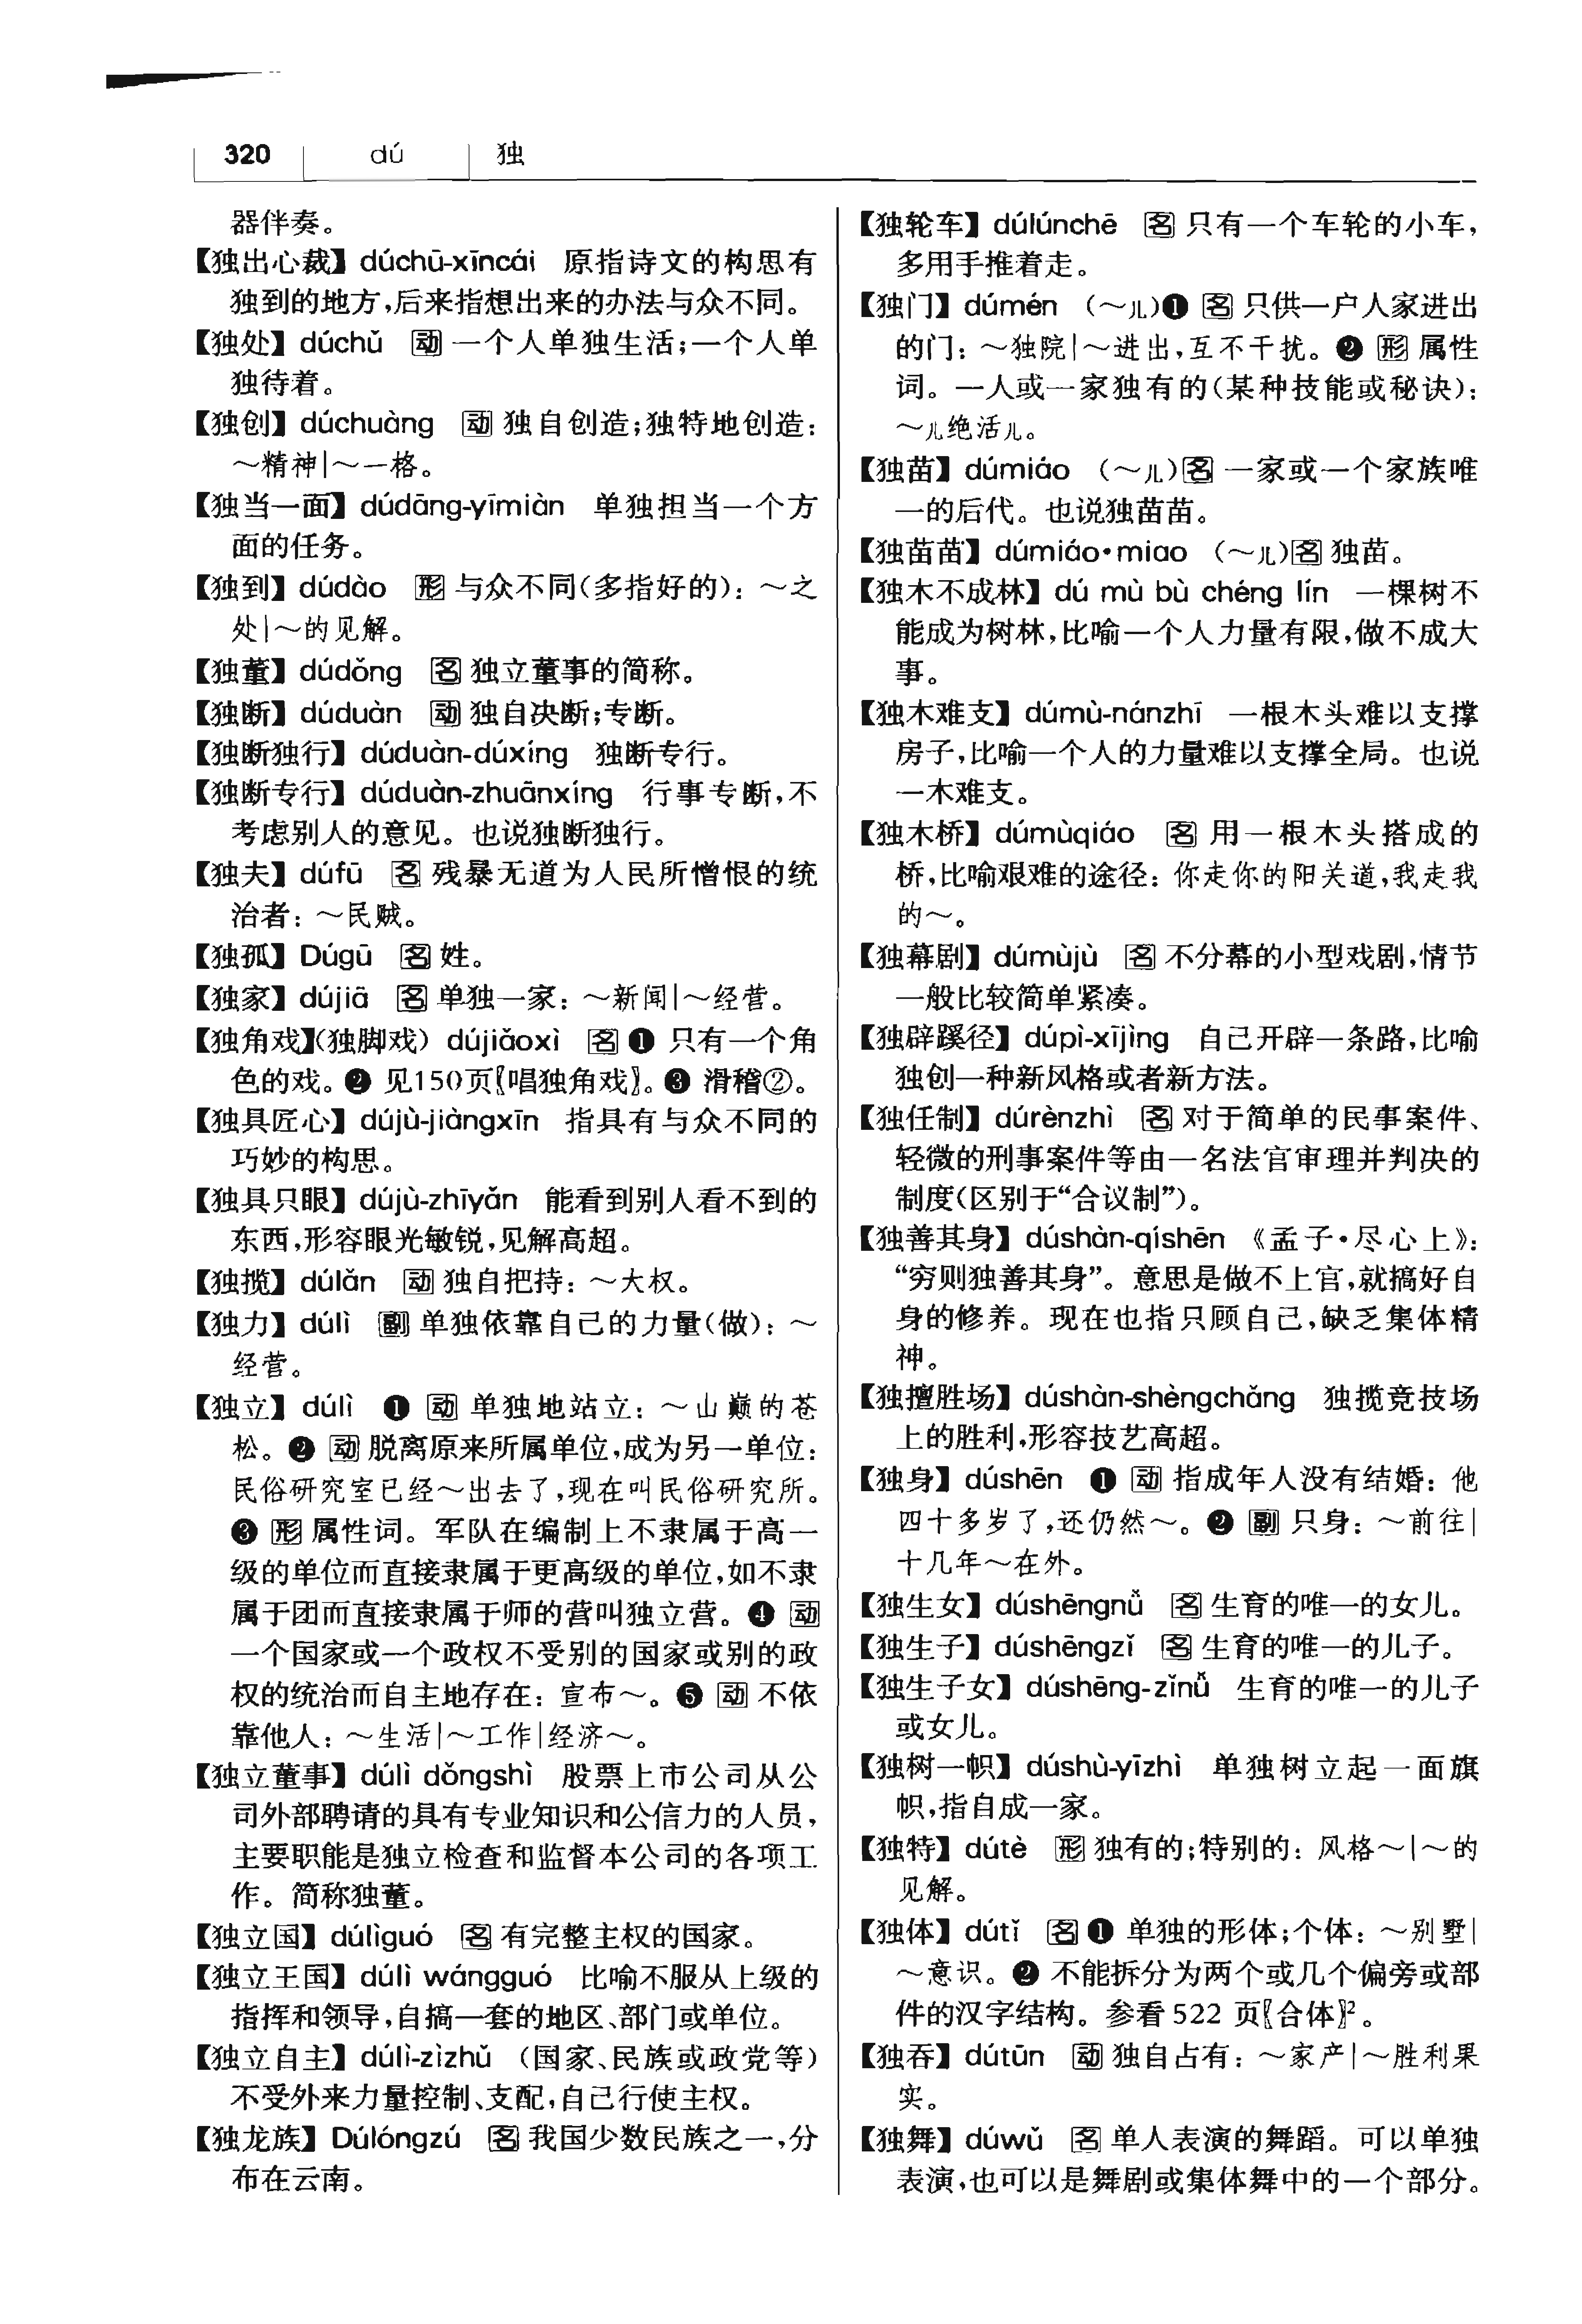 320 dú 独
器伴奏。
【独出心裁】 dúchū-xīncái 原指诗文的构思有
独到的地方,后来指想出来的办法与众不同。
【独处】 dúchǔ 动 一个人单独生活;一个人单
独待着。
【独创】 dúchuàng 动 独自创造;独特地创造:
～精神|～一格。
【独当一面】 dúdāng-yīmiàn 单独担当一个方
面的任务。
【独到】 dúdào 形 与众不同(多指好的):～之
处|～的见解。
【独董】 dúdǒng 名 独立董事的简称。
【独断】 dúduàn 动 独自决断;专断。
【独断独行】 dúduàn-dúxíng 独断专行。
【独断专行】 dúduàn-zhuānxíng 行事专断,不
考虑别人的意见。也说独断独行。
【独夫】 dúfū 名 残暴无道为人民所憎恨的统
治者:～民贼。
【独孤】 Dúgū 名 姓。
【独家】 dújiā 名 单独一家:～新闻|～经营。
【独角戏】(独脚戏) dújiǎoxì 名 ❶ 只有一个角
色的戏。❷ 见150页〖唱独角戏〗。❸ 滑稽②。
【独具匠心】 dújù-jiàngxīn 指具有与众不同的
巧妙的构思。
【独具只眼】 dújù-zhīyǎn 能看到别人看不到的
东西,形容眼光敏锐,见解高超。
【独揽】 dúlǎn 动 独自把持:～大权。
【独力】 dúlì 副 单独依靠自己的力量(做):～
经营。
【独立】 dúlì ❶ 动 单独地站立:～山巅的苍
松。❷ 动 脱离原来所属单位,成为另一单位:
民俗研究室已经～出去了,现在叫民俗研究所。
❸ 形 属性词。军队在编制上不隶属于高一
级的单位而直接隶属于更高级的单位,如不隶
属于团而直接隶属于师的营叫独立营。❹ 动
一个国家或一个政权不受别的国家或别的政
权的统治而自主地存在:宣布～。❺ 动 不依
靠他人:～生活|～工作|经济～。
【独立董事】 dúlì dǒngshì 股票上市公司从公
司外部聘请的具有专业知识和公信力的人员,
主要职能是独立检查和监督本公司的各项工
作。简称独董。
【独立国】 dúlìguó 名 有完整主权的国家。
【独立王国】 dúlì wángguó 比喻不服从上级的
指挥和领导,自搞一套的地区、部门或单位。
【独立自主】 dúlì-zìzhǔ (国家、民族或政党等)
不受外来力量控制、支配,自己行使主权。
【独龙族】 Dúlóngzú 名 我国少数民族之一,分
布在云南。
【独轮车】 dúlúnchē 名 只有一个车轮的小车,
多用手推着走。
【独门】 dúmén (～儿)❶ 名 只供一户人家进出
的门:～独院|～进出,互不干扰。❷ 形 属性
词。一人或一家独有的(某种技能或秘诀):
～儿绝活儿。
【独苗】 dúmiáo (～儿)名 一家或一个家族唯
一的后代。也说独苗苗。
【独苗苗】 dúmiáo·miao (～儿)名 独苗。
【独木不成林】 dú mù bù chéng lín 一棵树不
能成为树林,比喻一个人力量有限,做不成大
事。
【独木难支】 dúmù-nánzhī 一根木头难以支撑
房子,比喻一个人的力量难以支撑全局。也说
一木难支。
【独木桥】 dúmùqiáo 名 用一根木头搭成的
桥,比喻艰难的途径:你走你的阳关道,我走我
的～。
【独幕剧】 dúmùjù 名 不分幕的小型戏剧,情节
一般比较简单紧凑。
【独辟蹊径】 dúpì-xījìng 自己开辟一条路,比喻
独创一种新风格或者新方法。
【独任制】 dúrènzhì 名 对于简单的民事案件、
轻微的刑事案件等由一名法官审理并判决的
制度(区别于“合议制”)。
【独善其身】 dúshàn-qíshēn 《孟子·尽心上》:
“穷则独善其身”。意思是做不上官,就搞好自
身的修养。现在也指只顾自己,缺乏集体精
神。
【独擅胜场】 dúshàn-shèngchǎng 独揽竞技场
上的胜利,形容技艺高超。
【独身】 dúshēn ❶ 动 指成年人没有结婚:他
四十多岁了,还仍然～。❷ 副 只身:～前往|
十几年～在外。
【独生女】 dúshēngnǚ 名 生育的唯一的女儿。
【独生子】 dúshēngzǐ 名 生育的唯一的儿子。
【独生子女】 dúshēng-zǐnǚ 生育的唯一的儿子
或女儿。
【独树一帜】 dúshù-yīzhì 单独树立起一面旗
帜,指自成一家。
【独特】 dútè 形 独有的;特别的:风格～|～的
见解。
【独体】 dútǐ 名 ❶ 单独的形体;个体:～别墅|
～意识。❷ 不能拆分为两个或几个偏旁或部
件的汉字结构。参看 522 页〖合体〗²。
【独吞】 dútūn 动 独自占有:～家产|～胜利果
实。
【独舞】 dúwǔ 名 单人表演的舞蹈。可以单独
表演,也可以是舞剧或集体舞中的一个部分。